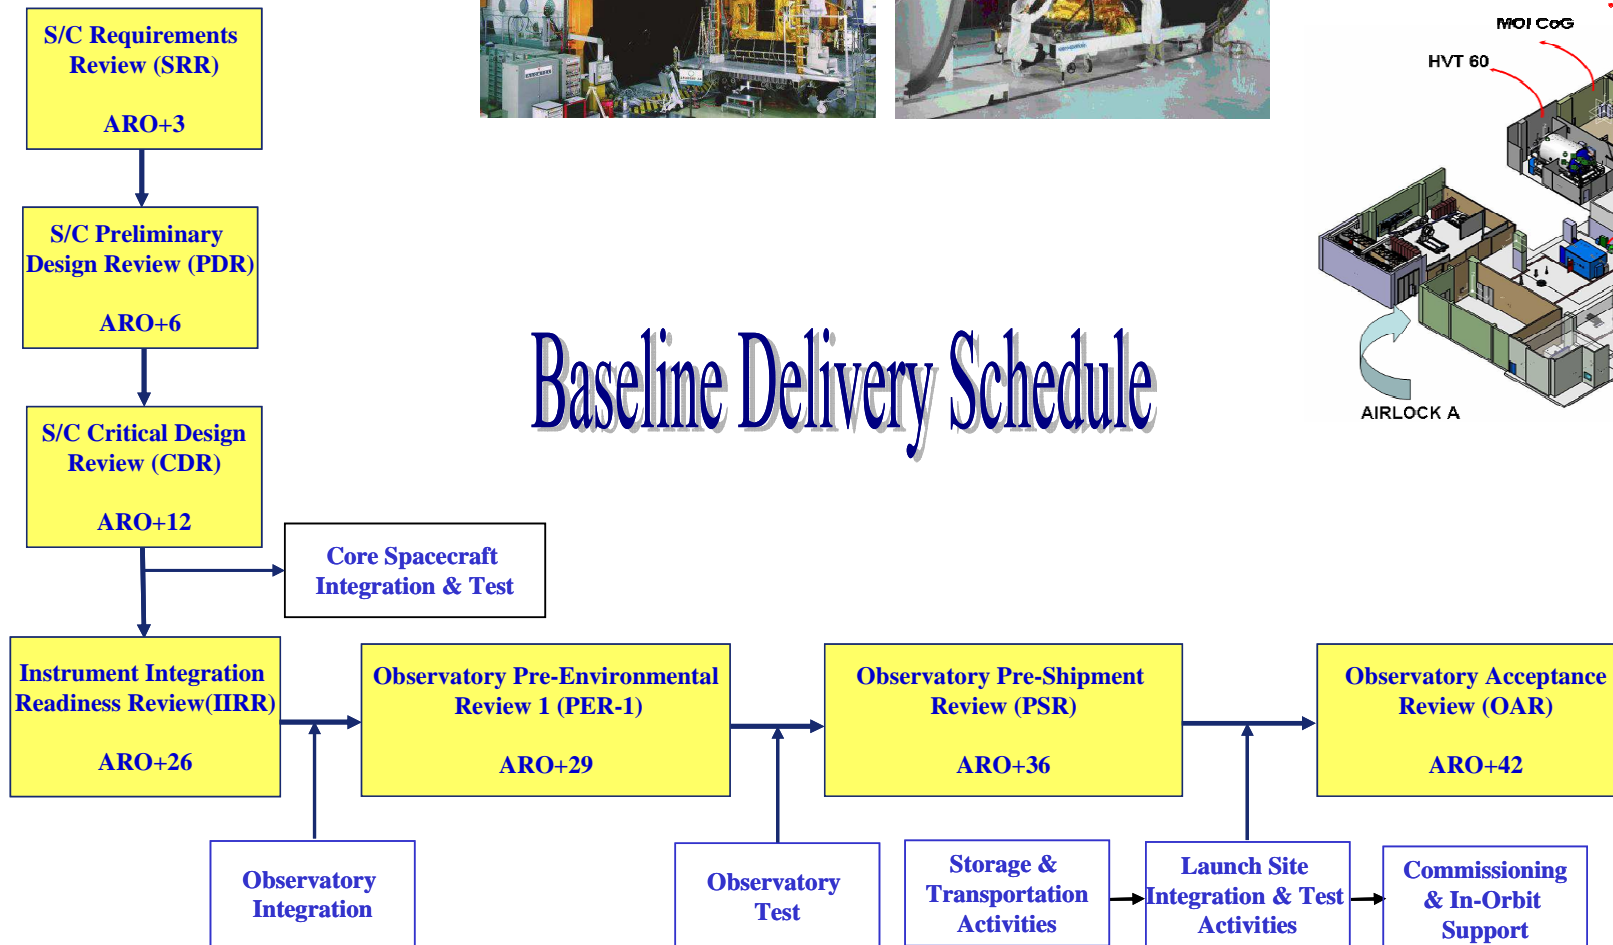 S/C Requirements
Review (SRR)
ARO+3
MOI CoG
HVT 60
S/C Preliminary
Design Review (PDR)
ARO+6
Baseline Delivery Schedule
AIRLOCK A
S/C Critical Design
Review (CDR)
ARO+12
Core Spacecraft
Integration & Test
Instrument Integration
Readiness Review(IIRR)
ARO+26
Observatory Pre-Environmental
Review 1 (PER-1)
ARO+29
Observatory Pre-Shipment
Review (PSR)
ARO+36
Observatory Acceptance
Review (OAR)
ARO+42
Observatory
Integration
Observatory
Test
Storage &
Transportation
Activities
Launch Site
Integration & Test
Activities
Commissioning
& In-Orbit
Support